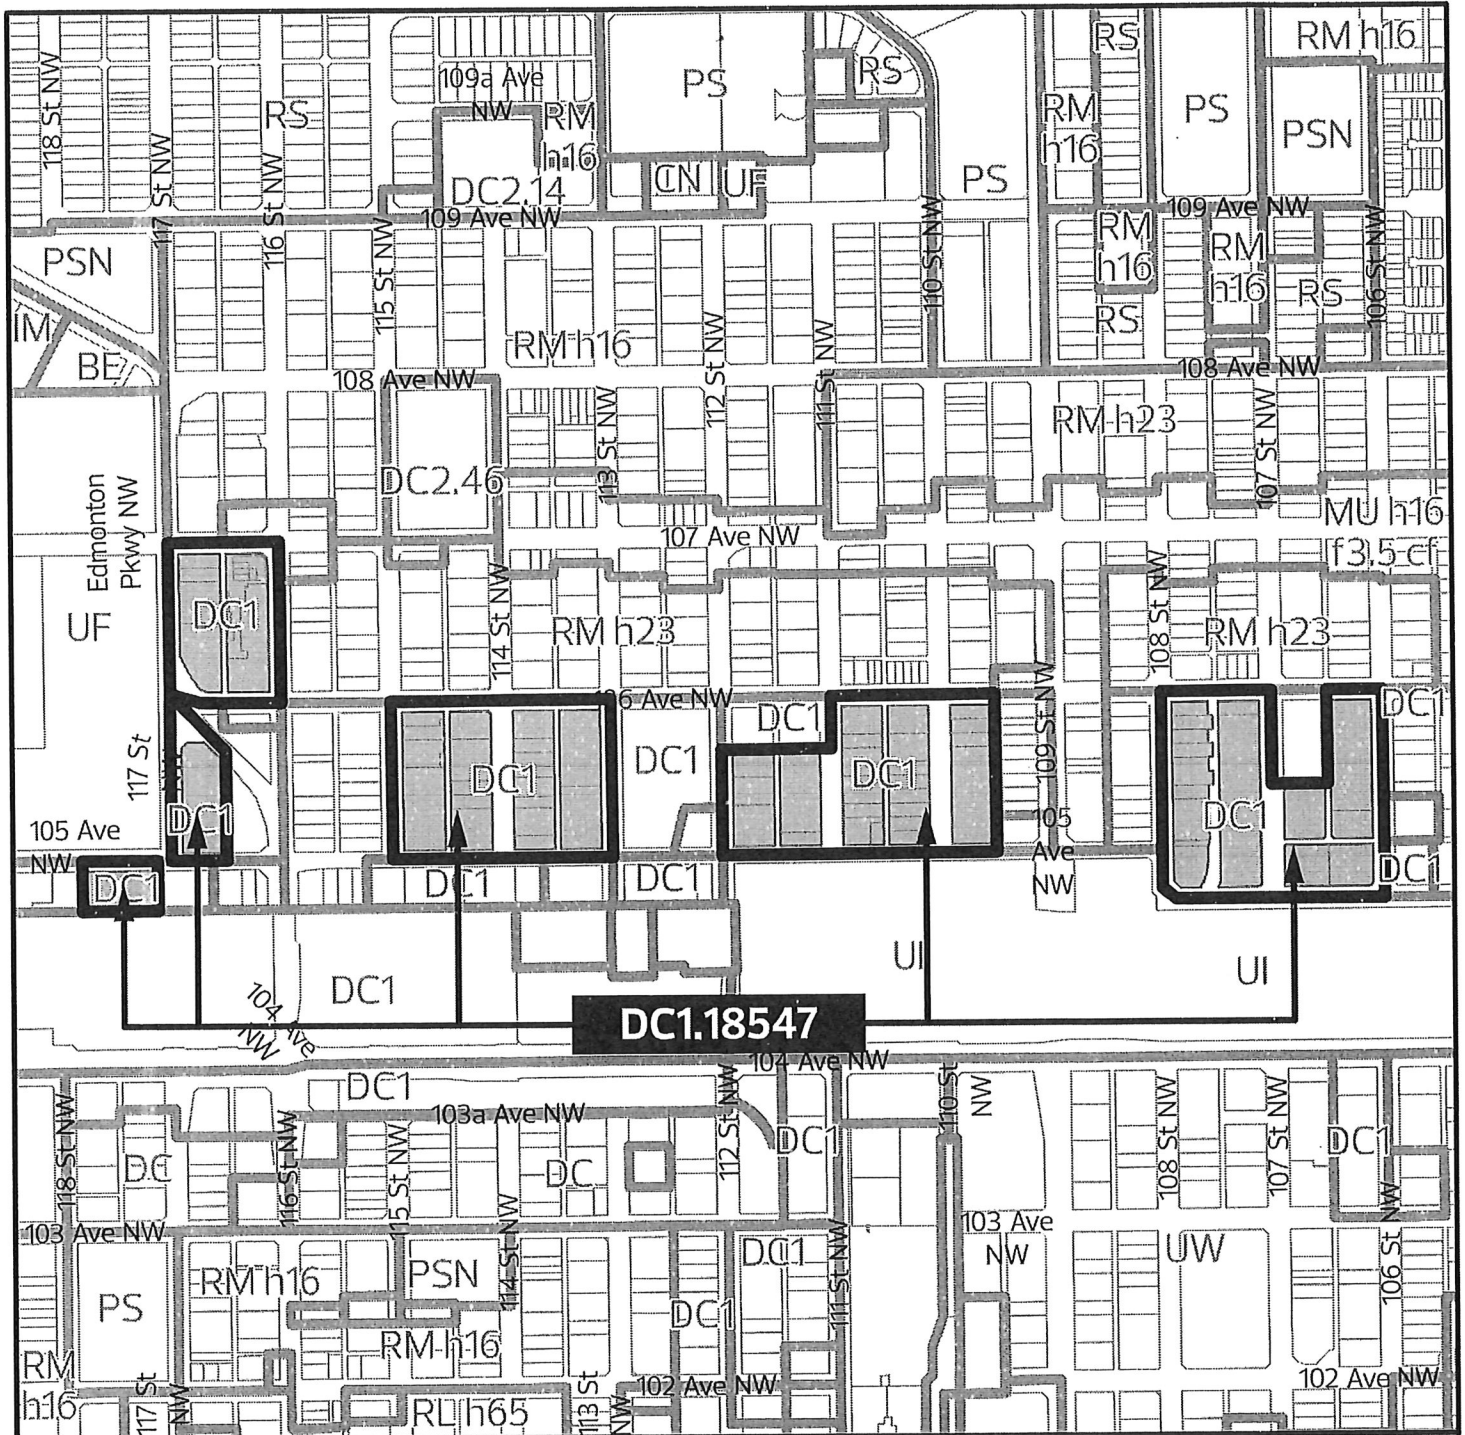 RS
RM h16
PS
RS
109a Ave
NW
118 St NW
RS
RM
h16
RM
h16
PS
PSN
117 St NW
116 St NW
DC2.14
CN
UF
PS
109 Ave NW
109 Ave NW
115 St NW
110 St NW
RM
h16
RM
h16
106 St NW
PSN
RS
IM
BE
RM h16
RS
108 Ave NW
108 Ave NW
112 St NW
111 St NW
113 St NW
RM h23
107 St NW
DC2.46
Edmonton
Pkwy NW
MU h16
f3.5 cf
107 Ave NW
UF
DC1
114 St NW
RM h23
108 St NW
RM h23
6 Ave NW
DC1
DC1
117 St
NW
DC1
DC1
DC1
109 St NW
DC1
DC1
105 Ave
NW
105
Ave
NW
DC1
DC1
DC1
DC1
UI
UI
DC1
104 Ave
NW
DC1.18547
104 Ave NW
DC1
103a Ave NW
110 St
NW
118 St NW
116 St NW
115 St NW
112 St NW
DC1
108 St NW
107 St NW
DC1
DC
DC
103 Ave NW
114 St NW
103 Ave
NW
106 St NW
RM h16
PSN
DC1
111 St NW
UW
PS
DC1
RM h16
RM
h16
117 St
NW
RL h65
113 St
NW
102 Ave NW
102 Ave NW